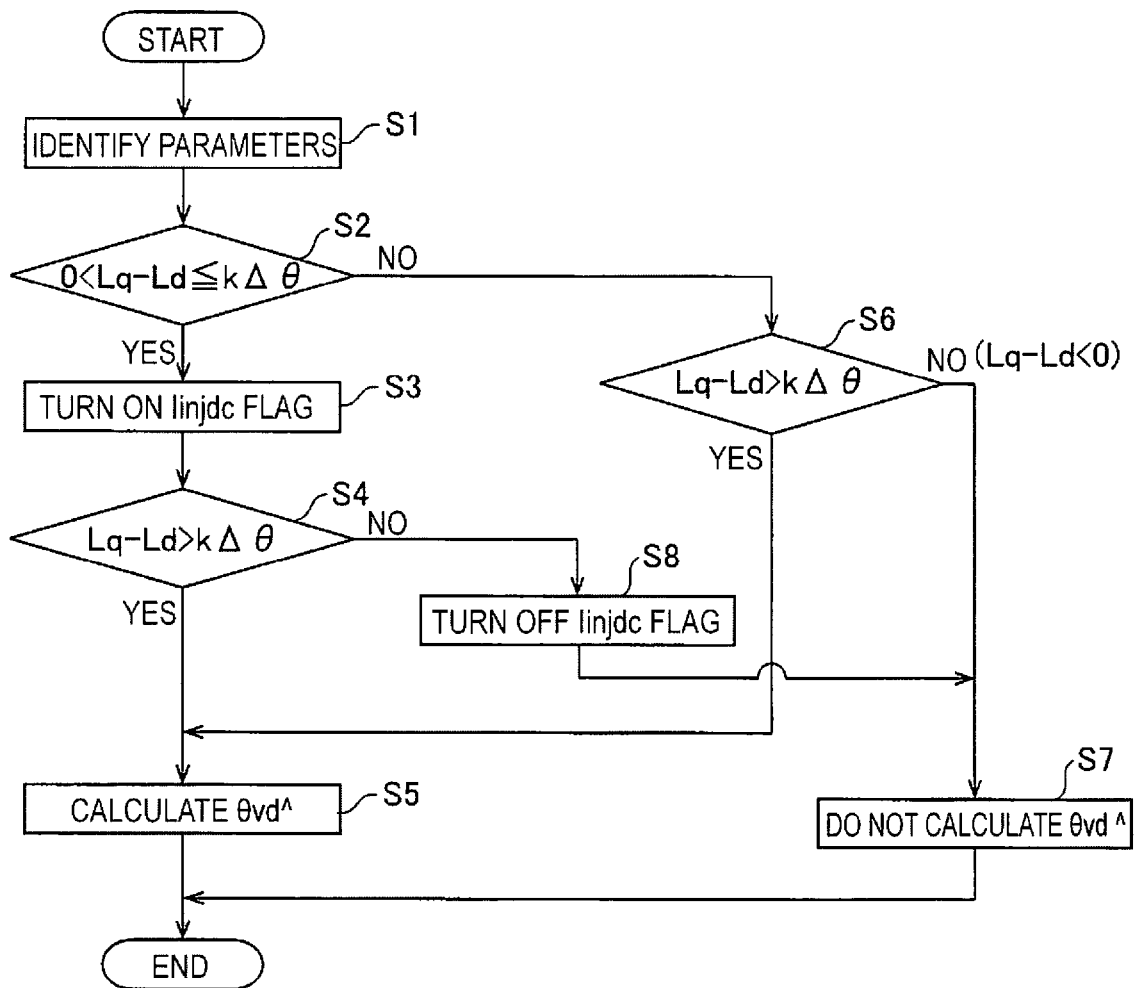 START
IDENTIFY PARAMETERS
S1
0<Lq-Ld≦kΔθ
S2
NO
YES
TURN ON Iinjdc FLAG
S3
Lq-Ld>kΔθ
S6
NO (Lq-Ld<0)
YES
Lq-Ld>kΔθ
S4
NO
YES
TURN OFF Iinjdc FLAG
S8
CALCULATE θvd^
S5
DO NOT CALCULATE θvd ^
S7
END